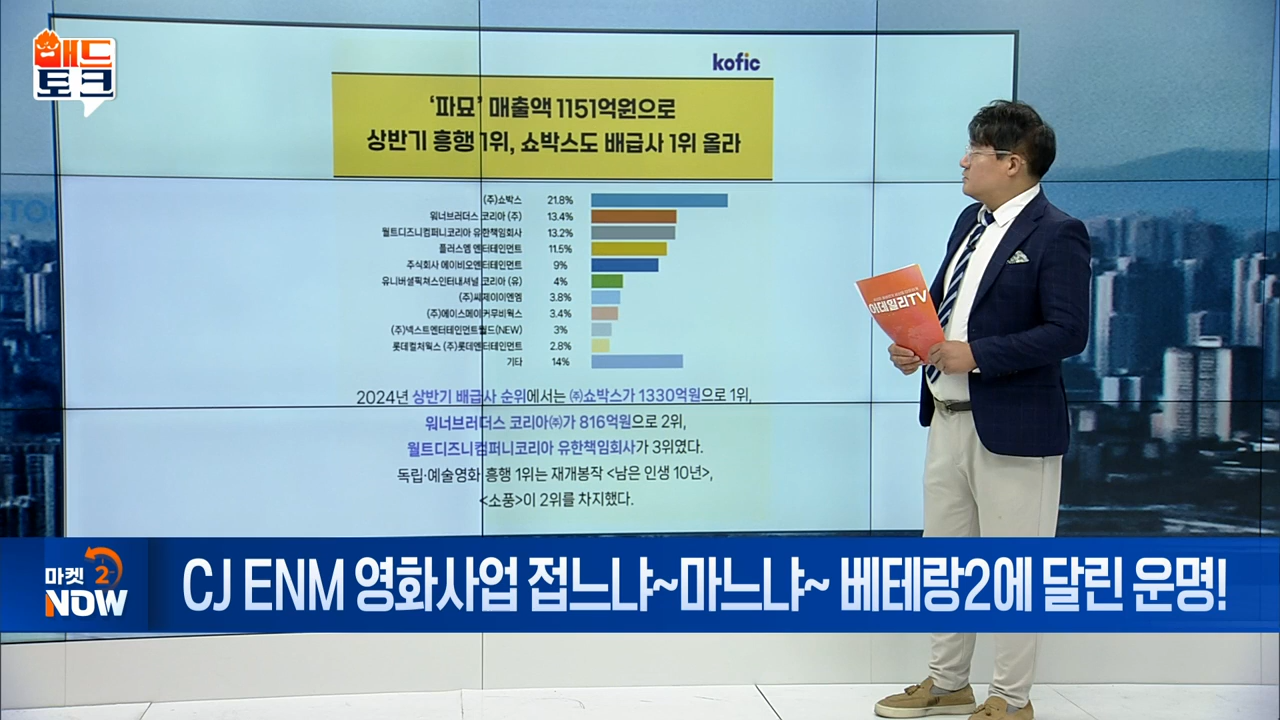 배드
토크
kofic
‘파묘’ 매출액 1151억원으로
상반기 흥행 1위, 쇼박스도 배급사 1위 올라
(주)쇼박스 21.8%
워너브러더스 코리아 (주) 13.4%
월트디즈니컴퍼니코리아 유한책임회사 13.2%
플러스엠 엔터테인먼트 11.5%
주식회사 에이비오엔터테인먼트 9%
유니버셜픽쳐스인터내셔널 코리아 (유) 4%
(주)씨제이이엔엠 3.8%
(주)에이스메이커무비웍스 3.4%
(주)넥스트엔터테인먼트월드(NEW) 3%
롯데컬처웍스 (주)롯데엔터테인먼트 2.8%
기타 14%
2024년 상반기 배급사 순위에서는 ㈜쇼박스가 1330억원으로 1위,
워너브러더스 코리아㈜가 816억원으로 2위,
월트디즈니컴퍼니코리아 유한책임회사가 3위였다.
독립·예술영화 흥행 1위는 재개봉작 <남은 인생 10년>,
<소풍>이 2위를 차지했다.
이데일리TV
마켓 2
NOW
CJ ENM 영화사업 접느냐~마느냐~ 베테랑2에 달린 운명!